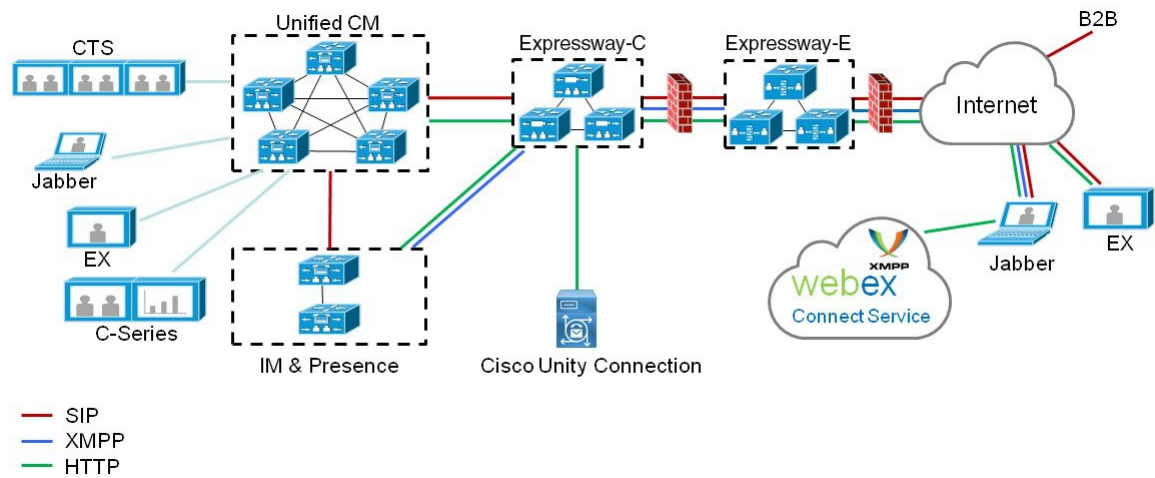 Unified CM
CTS
Expressway-C
Expressway-E
B2B
Internet
Jabber
EX
C-Series
IM & Presence
Cisco Unity Connection
XMPP
webex
Connect Service
Jabber
EX
SIP
XMPP
HTTP